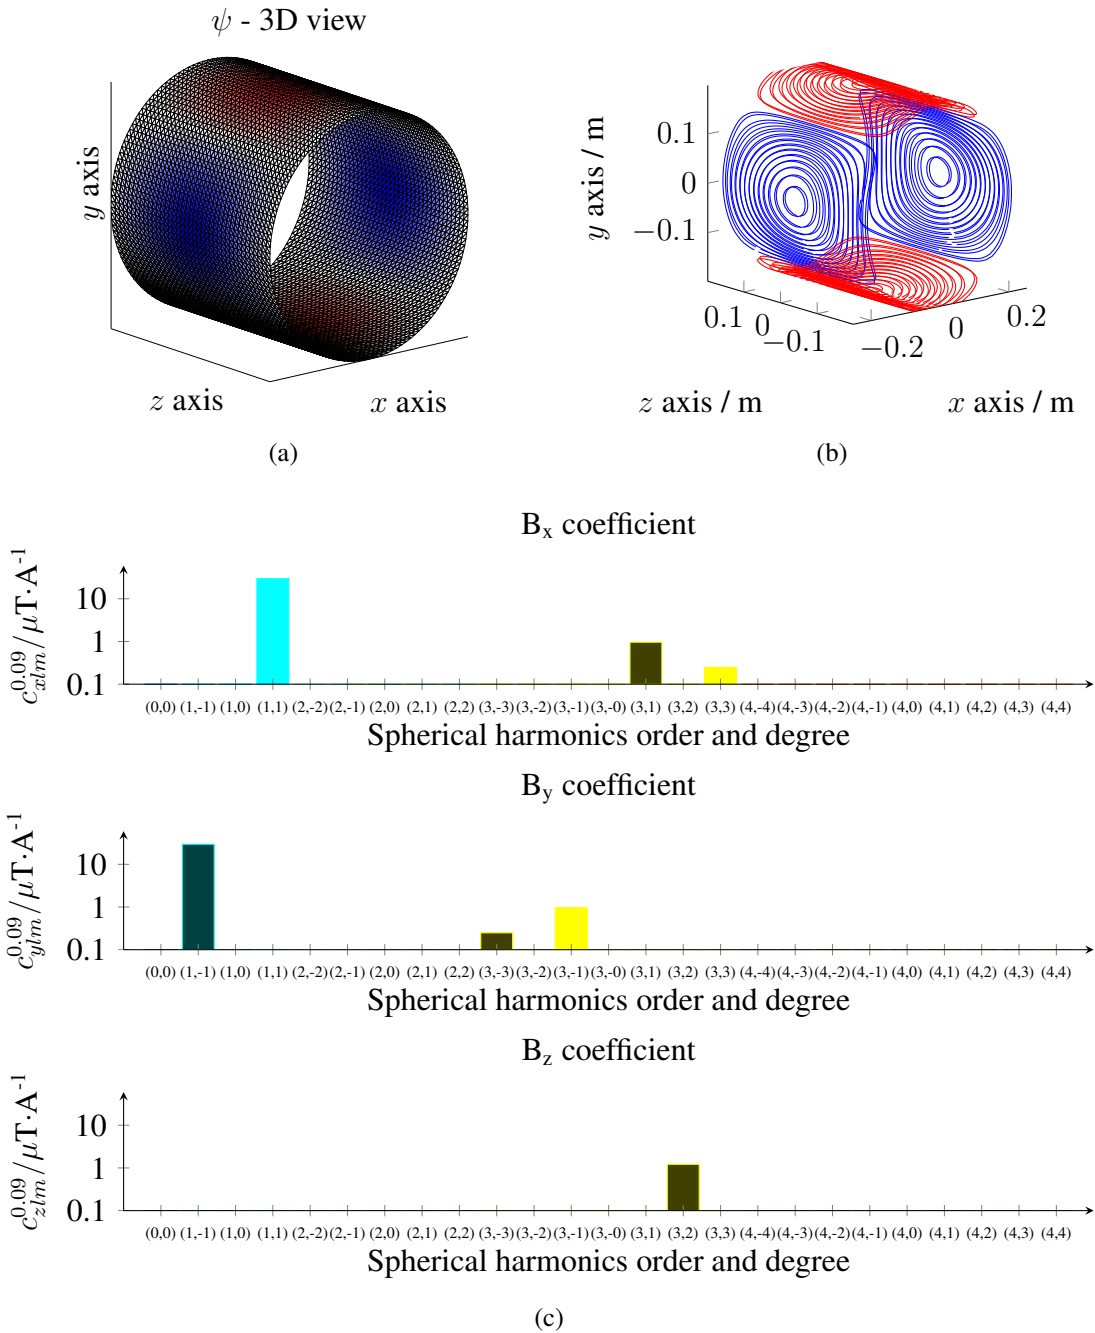 ψ - 3D view
y axis
z axis
x axis
(a)
0.1
0
−0.1
y axis / m
0.1 0 −0.1
−0.2 0 0.2
z axis / m
x axis / m
(b)
Bx coefficient
c^0.09_xlm/μT·A^-1
10
1
0.1
(0,0) (1,-1) (1,0) (1,1) (2,-2) (2,-1) (2,0) (2,1) (2,2) (3,-3) (3,-2) (3,-1) (3,-0) (3,1) (3,2) (3,3) (4,-4) (4,-3) (4,-2) (4,-1) (4,0) (4,1) (4,2) (4,3) (4,4)
Spherical harmonics order and degree
By coefficient
c^0.09_ylm/μT·A^-1
10
1
0.1
(0,0) (1,-1) (1,0) (1,1) (2,-2) (2,-1) (2,0) (2,1) (2,2) (3,-3) (3,-2) (3,-1) (3,-0) (3,1) (3,2) (3,3) (4,-4) (4,-3) (4,-2) (4,-1) (4,0) (4,1) (4,2) (4,3) (4,4)
Spherical harmonics order and degree
Bz coefficient
c^0.09_zlm/μT·A^-1
10
1
0.1
(0,0) (1,-1) (1,0) (1,1) (2,-2) (2,-1) (2,0) (2,1) (2,2) (3,-3) (3,-2) (3,-1) (3,-0) (3,1) (3,2) (3,3) (4,-4) (4,-3) (4,-2) (4,-1) (4,0) (4,1) (4,2) (4,3) (4,4)
Spherical harmonics order and degree
(c)